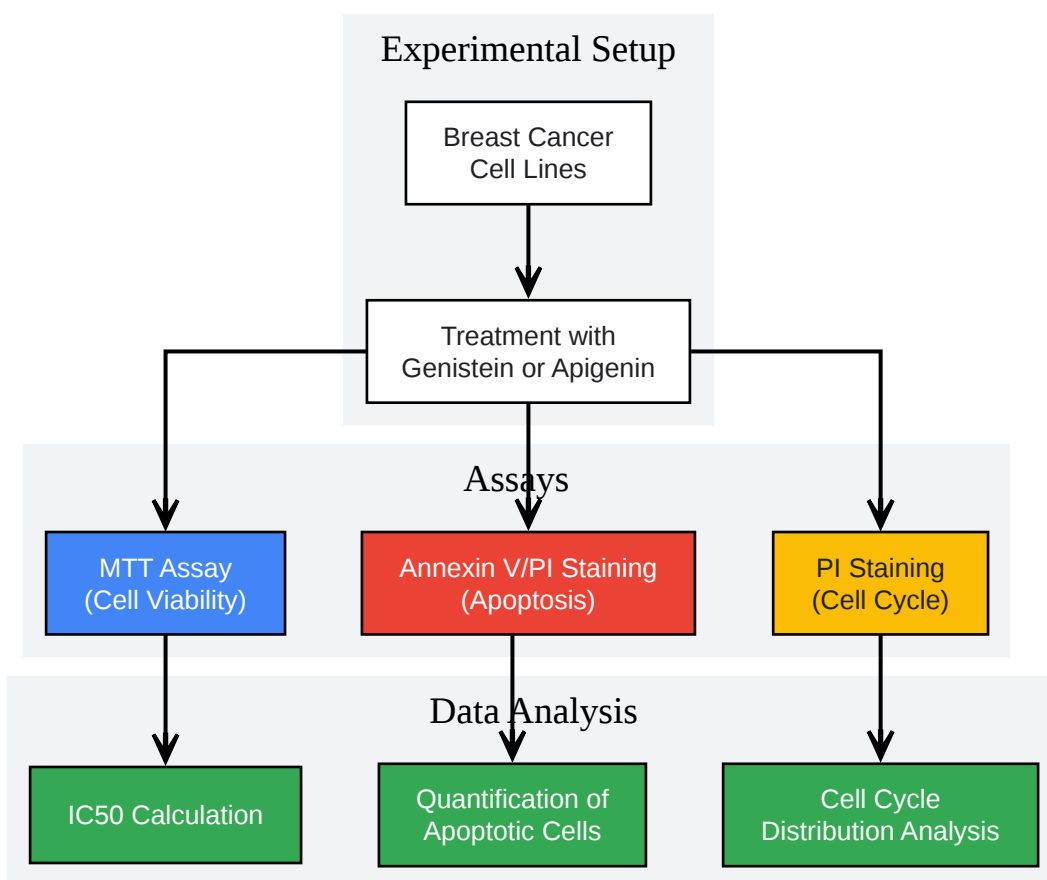 Experimental Setup
Breast Cancer
Cell Lines
Treatment with
Genistein or Apigenin
Assays
MTT Assay
(Cell Viability)
Annexin V/PI Staining
(Apoptosis)
PI Staining
(Cell Cycle)
Data Analysis
IC50 Calculation
Quantification of
Apoptotic Cells
Cell Cycle
Distribution Analysis